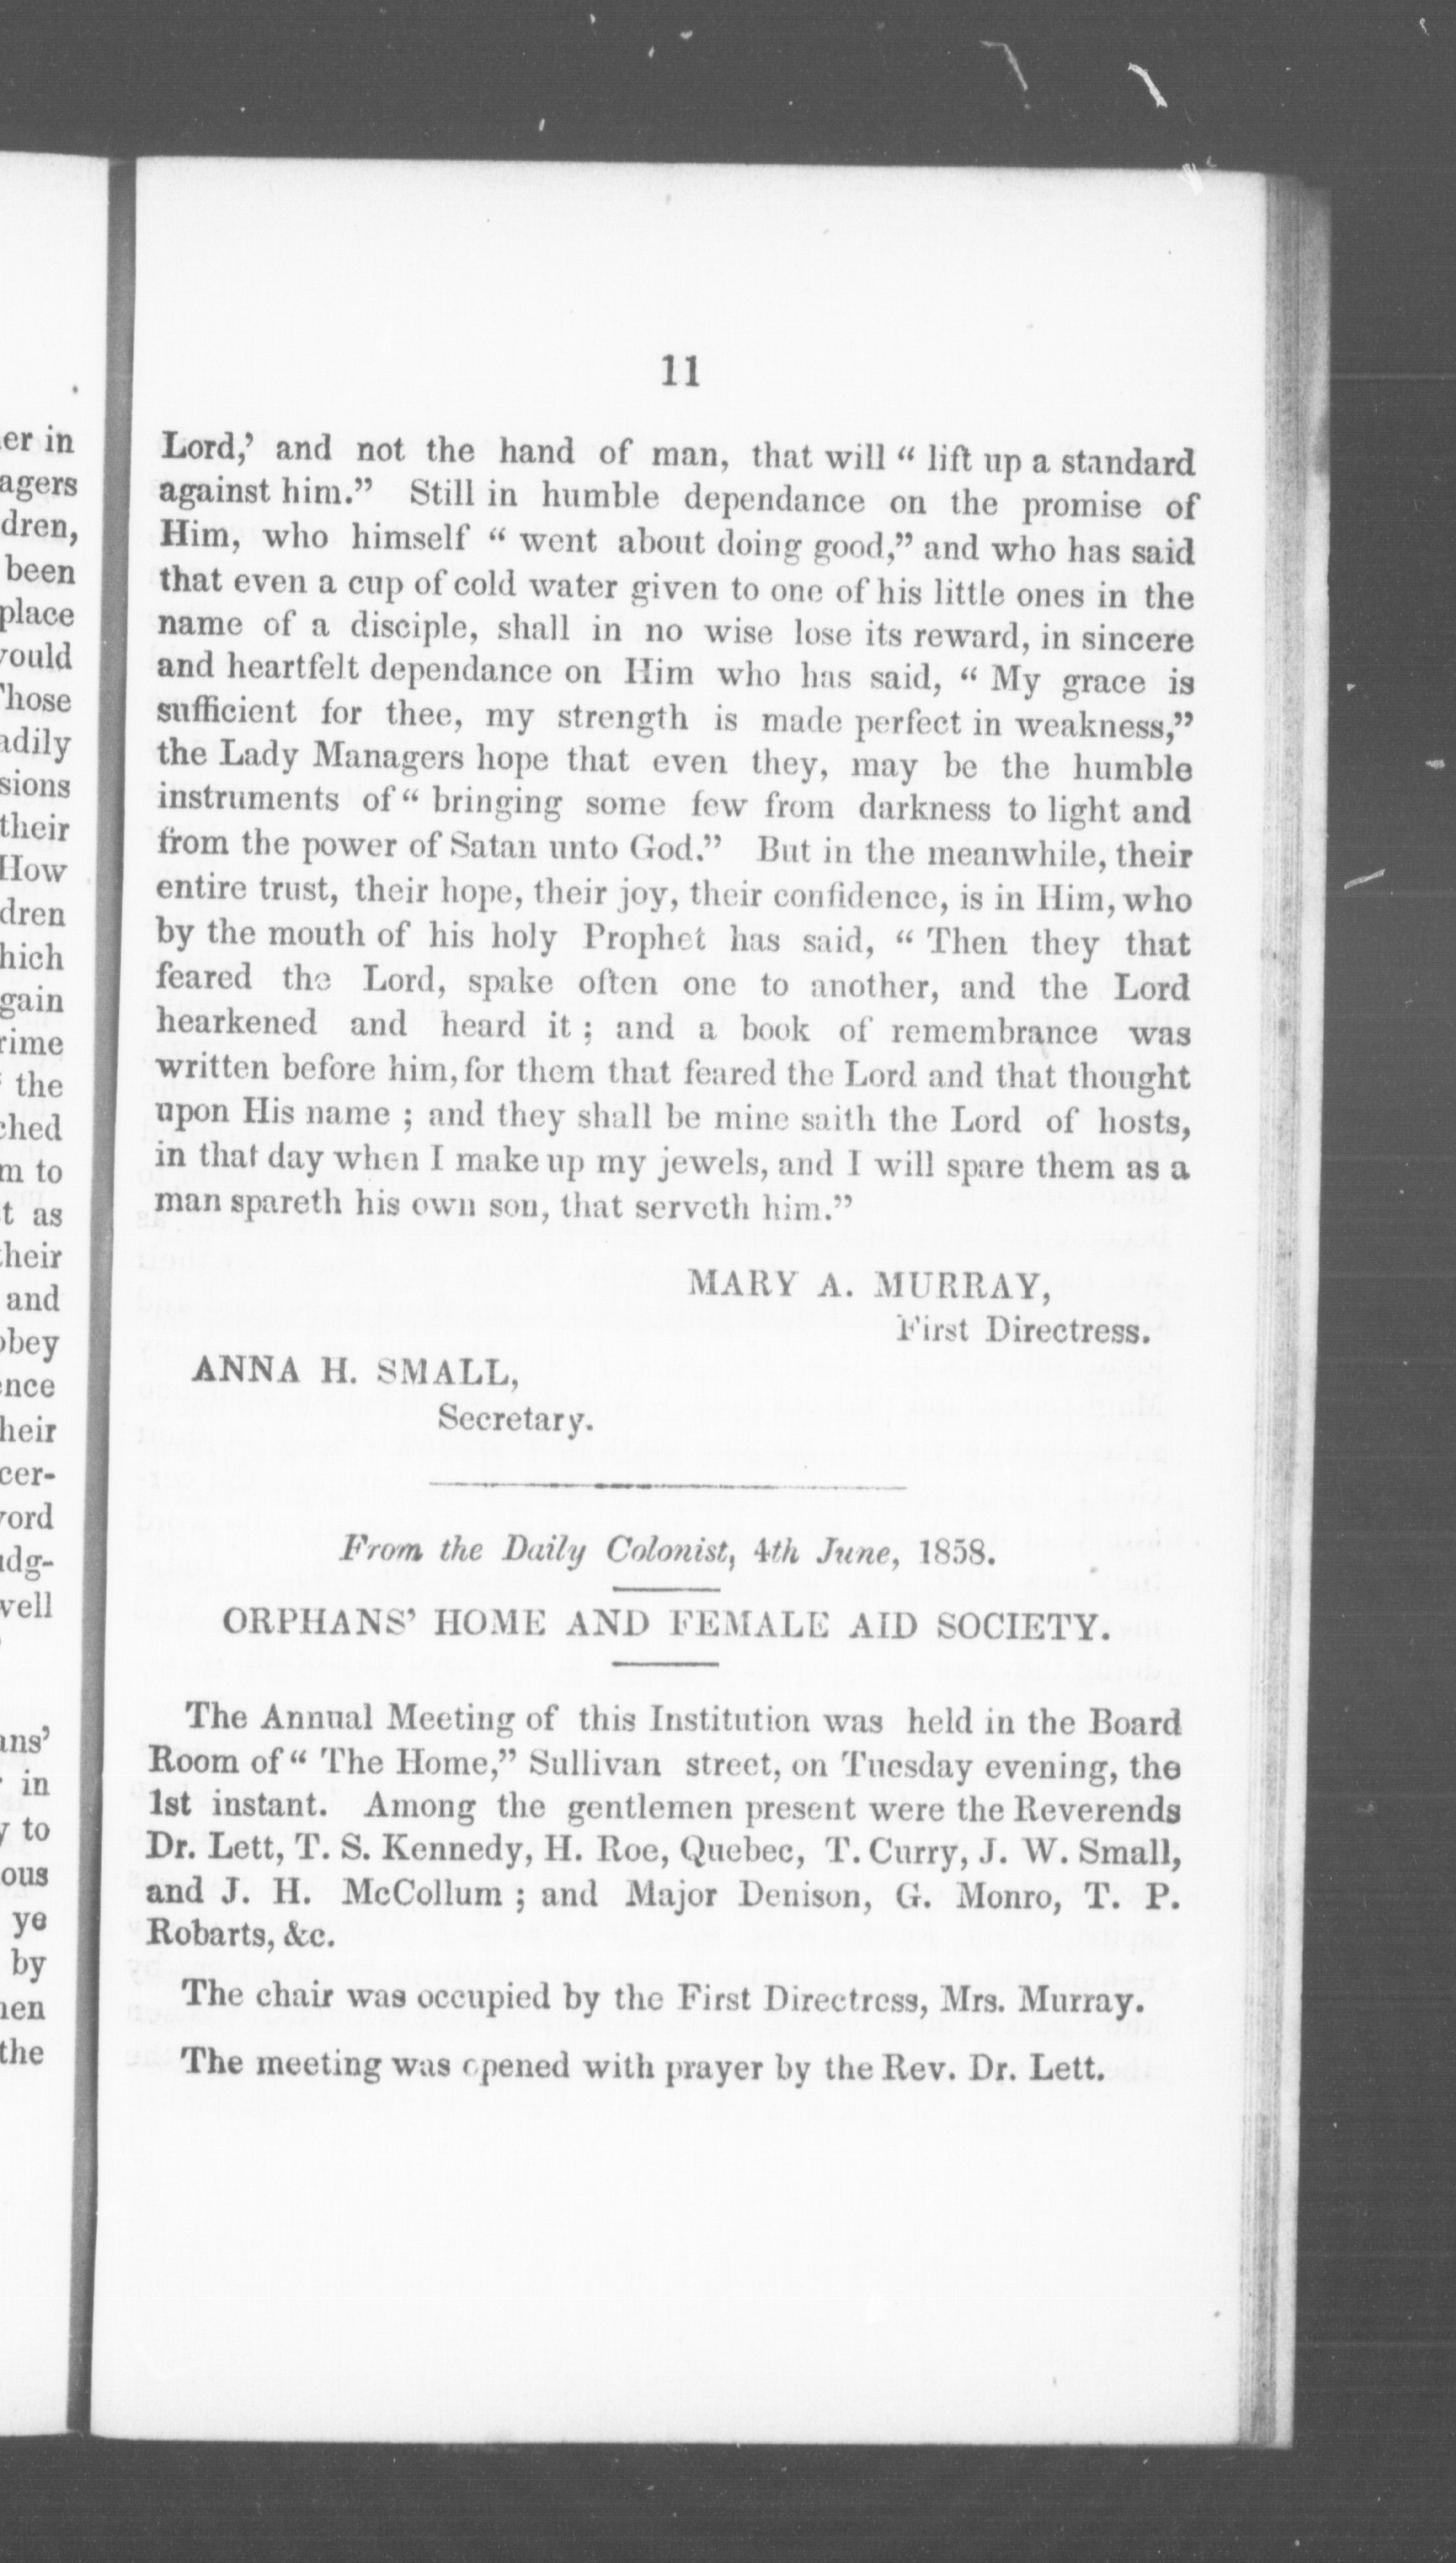 11
Lord,’ and not the hand of man, that will “ lift up a standard
against him.” Still in humble dependance on the promise of
Him, who himself “ went about doing good,” and who has said
that even a cup of cold water given to one of his little ones in the
name of a disciple, shall in no wise lose its reward, in sincere
and heartfelt dependance on Him who has said, “ My grace is
sufficient for thee, my strength is made perfect in weakness,”
the Lady Managers hope that even they, may be the humble
instruments of “ bringing some few from darkness to light and
from the power of Satan unto God.” But in the meanwhile, their
entire trust, their hope, their joy, their confidence, is in Him, who
by the mouth of his holy Prophet has said, “ Then they that
feared the Lord, spake often one to another, and the Lord
hearkened and heard it ; and a book of remembrance was
written before him, for them that feared the Lord and that thought
upon His name ; and they shall be mine saith the Lord of hosts,
in that day when I make up my jewels, and I will spare them as a
man spareth his own son, that serveth him.”
MARY A. MURRAY,
First Directress.
ANNA H. SMALL,
Secretary.
From the Daily Colonist, 4th June, 1858.
ORPHANS’ HOME AND FEMALE AID SOCIETY.
The Annual Meeting of this Institution was held in the Board
Room of “ The Home,” Sullivan street, on Tuesday evening, the
1st instant. Among the gentlemen present were the Reverends
Dr. Lett, T. S. Kennedy, H. Roe, Quebec, T. Curry, J. W. Small,
and J. H. McCollum ; and Major Denison, G. Monro, T. P.
Robarts, &c.
The chair was occupied by the First Directress, Mrs. Murray.
The meeting was opened with prayer by the Rev. Dr. Lett.